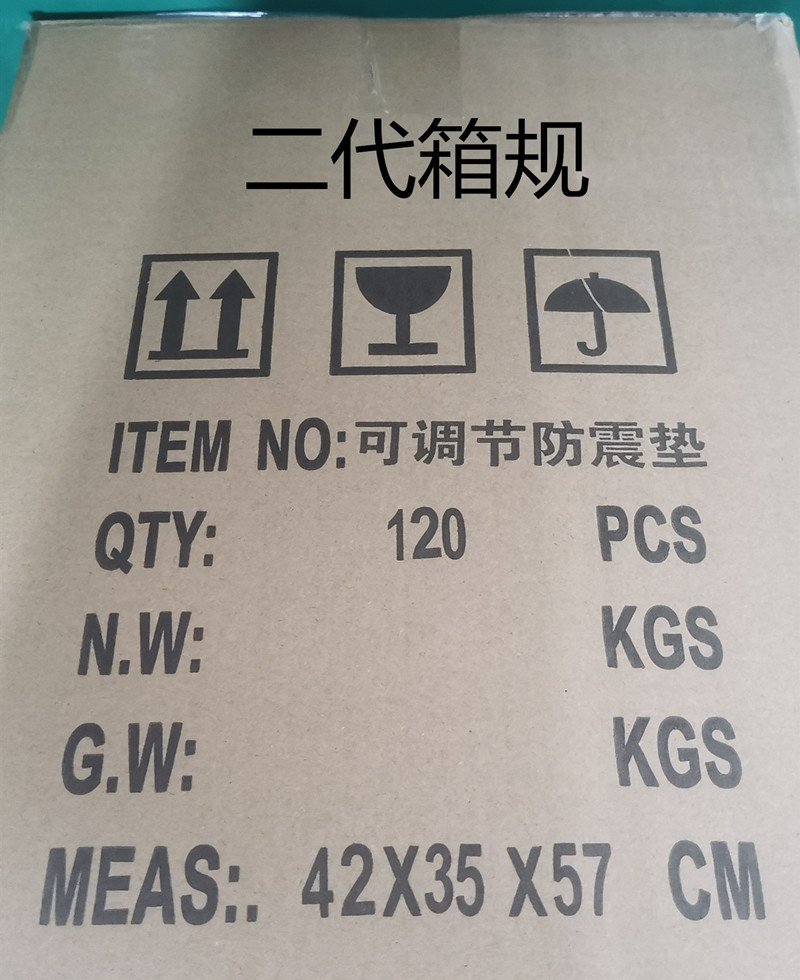 二代箱规
ITEM NO:可调节防震垫
QTY: 120 PCS
N.W: KGS
G.W: KGS
MEAS:. 42X35 X57 CM